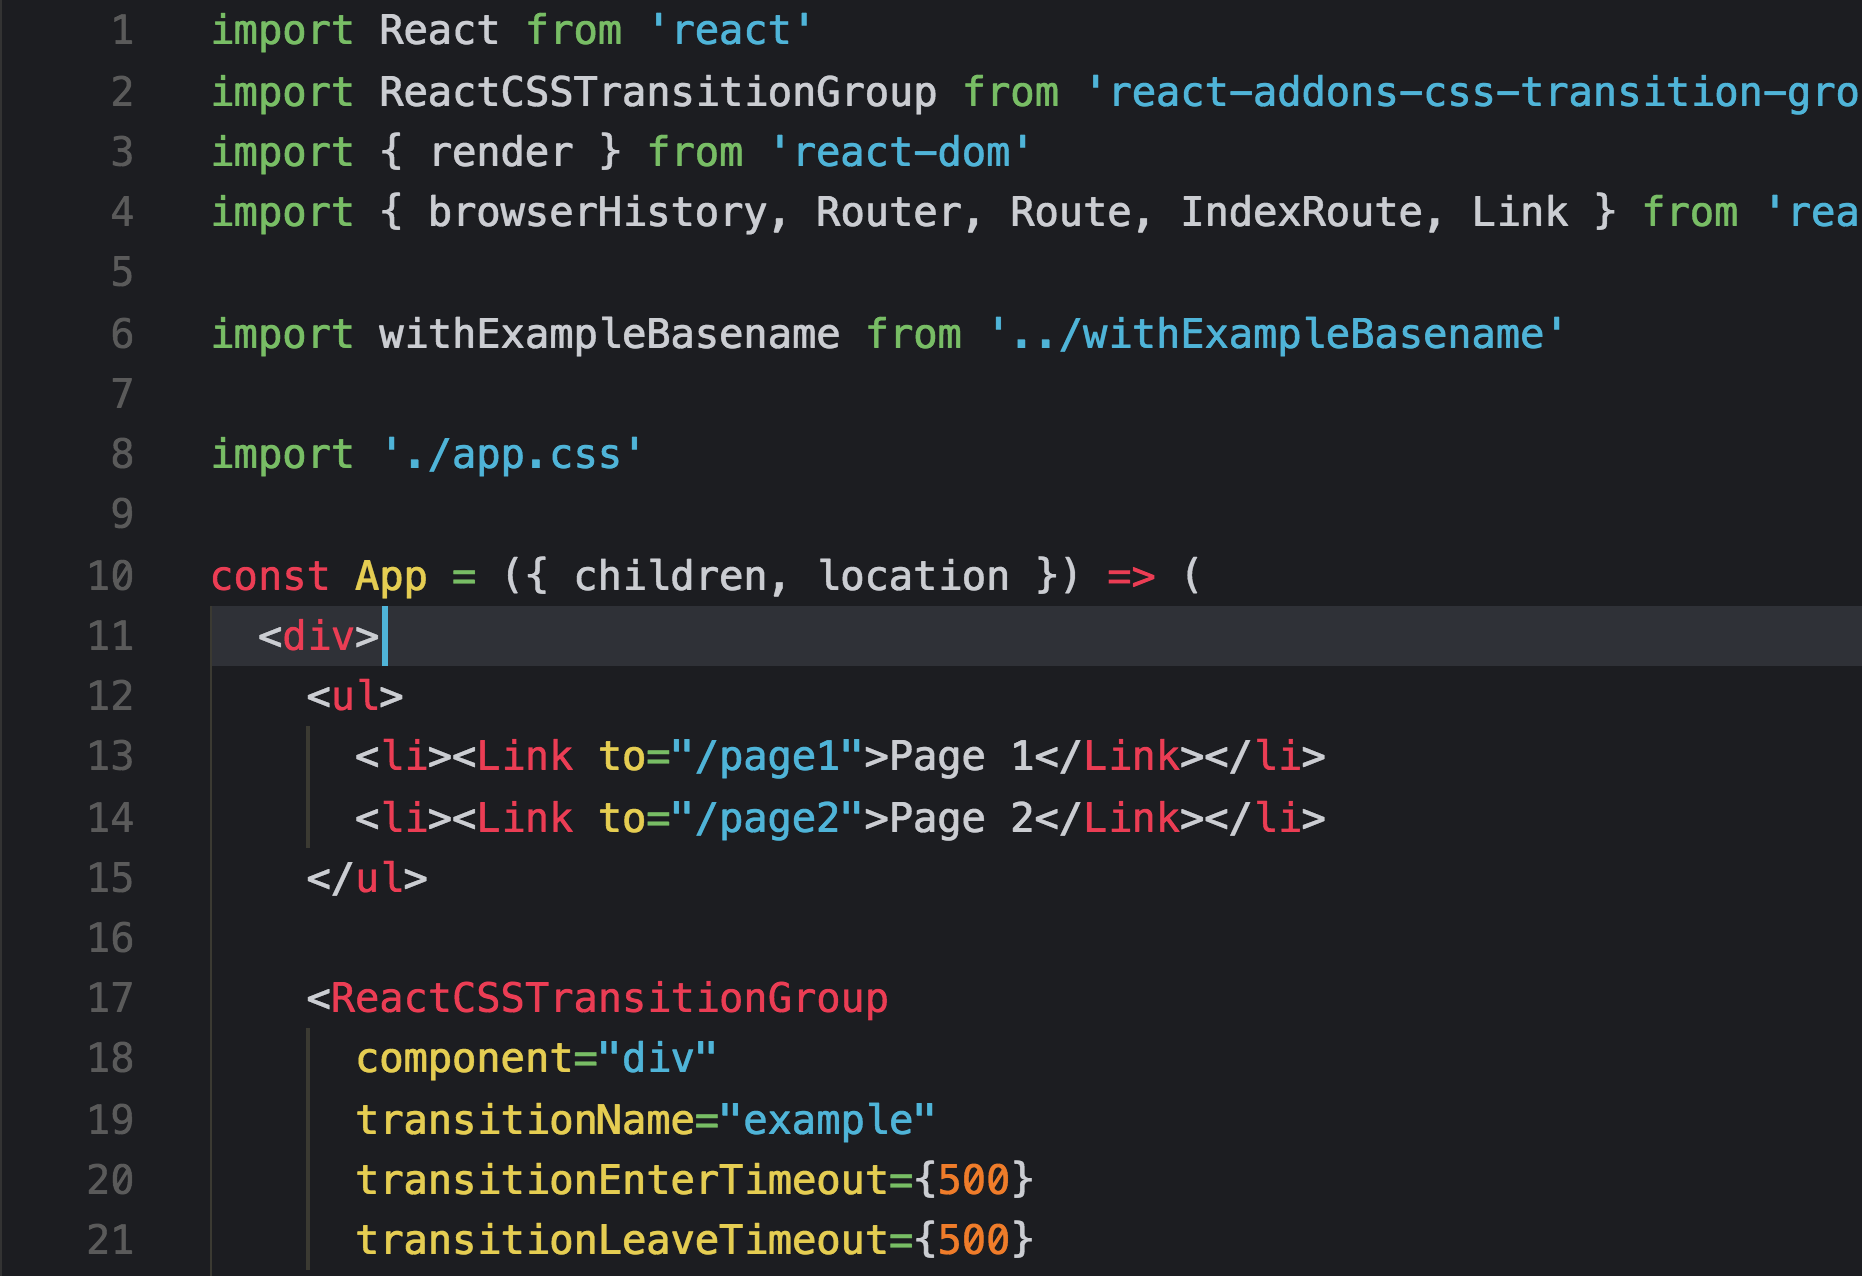 1 import React from 'react'
2 import ReactCSSTransitionGroup from 'react-addons-css-transition-gro
3 import { render } from 'react-dom'
4 import { browserHistory, Router, Route, IndexRoute, Link } from 'rea
5
6 import withExampleBasename from '../withExampleBasename'
7
8 import './app.css'
9
10 const App = ({ children, location }) => (
11   <div>
12     <ul>
13       <li><Link to="/page1">Page 1</Link></li>
14       <li><Link to="/page2">Page 2</Link></li>
15     </ul>
16
17     <ReactCSSTransitionGroup
18       component="div"
19       transitionName="example"
20       transitionEnterTimeout={500}
21       transitionLeaveTimeout={500}